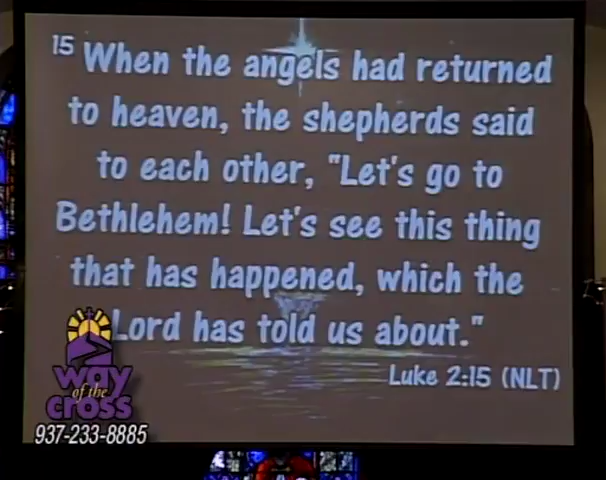 15 When the angels had returned
to heaven, the shepherds said
to each other, "Let's go to
Bethlehem! Let's see this thing
that has happened, which the
Lord has told us about."
Luke 2:15 (NLT)
way
of the
cross
937-233-8885